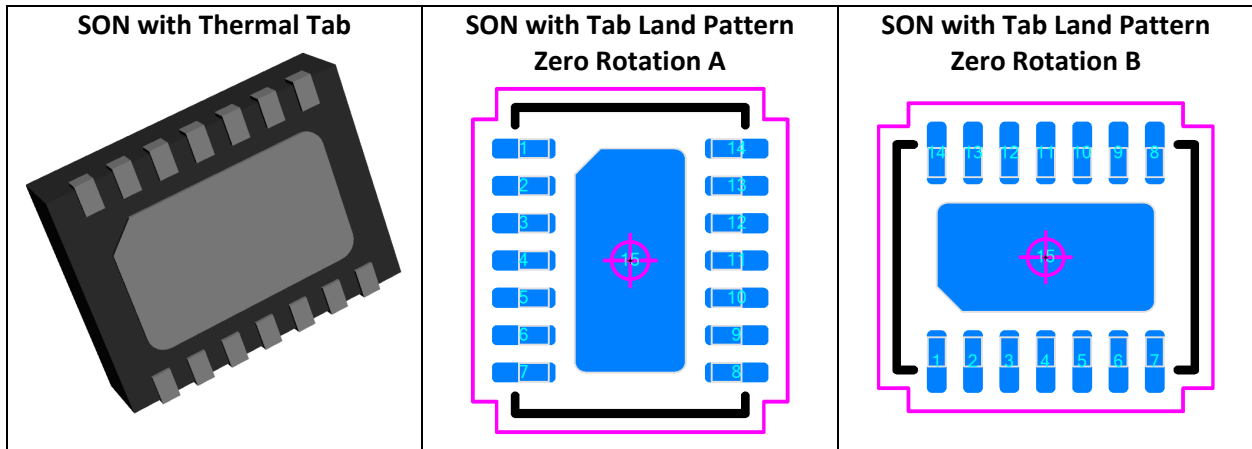 SON with Thermal Tab
SON with Tab Land Pattern
Zero Rotation A
SON with Tab Land Pattern
Zero Rotation B
1 14
2 13
3 12
4 15 11
5 10
6 9
7 8
14 13 12 11 10 9 8
15
1 2 3 4 5 6 7